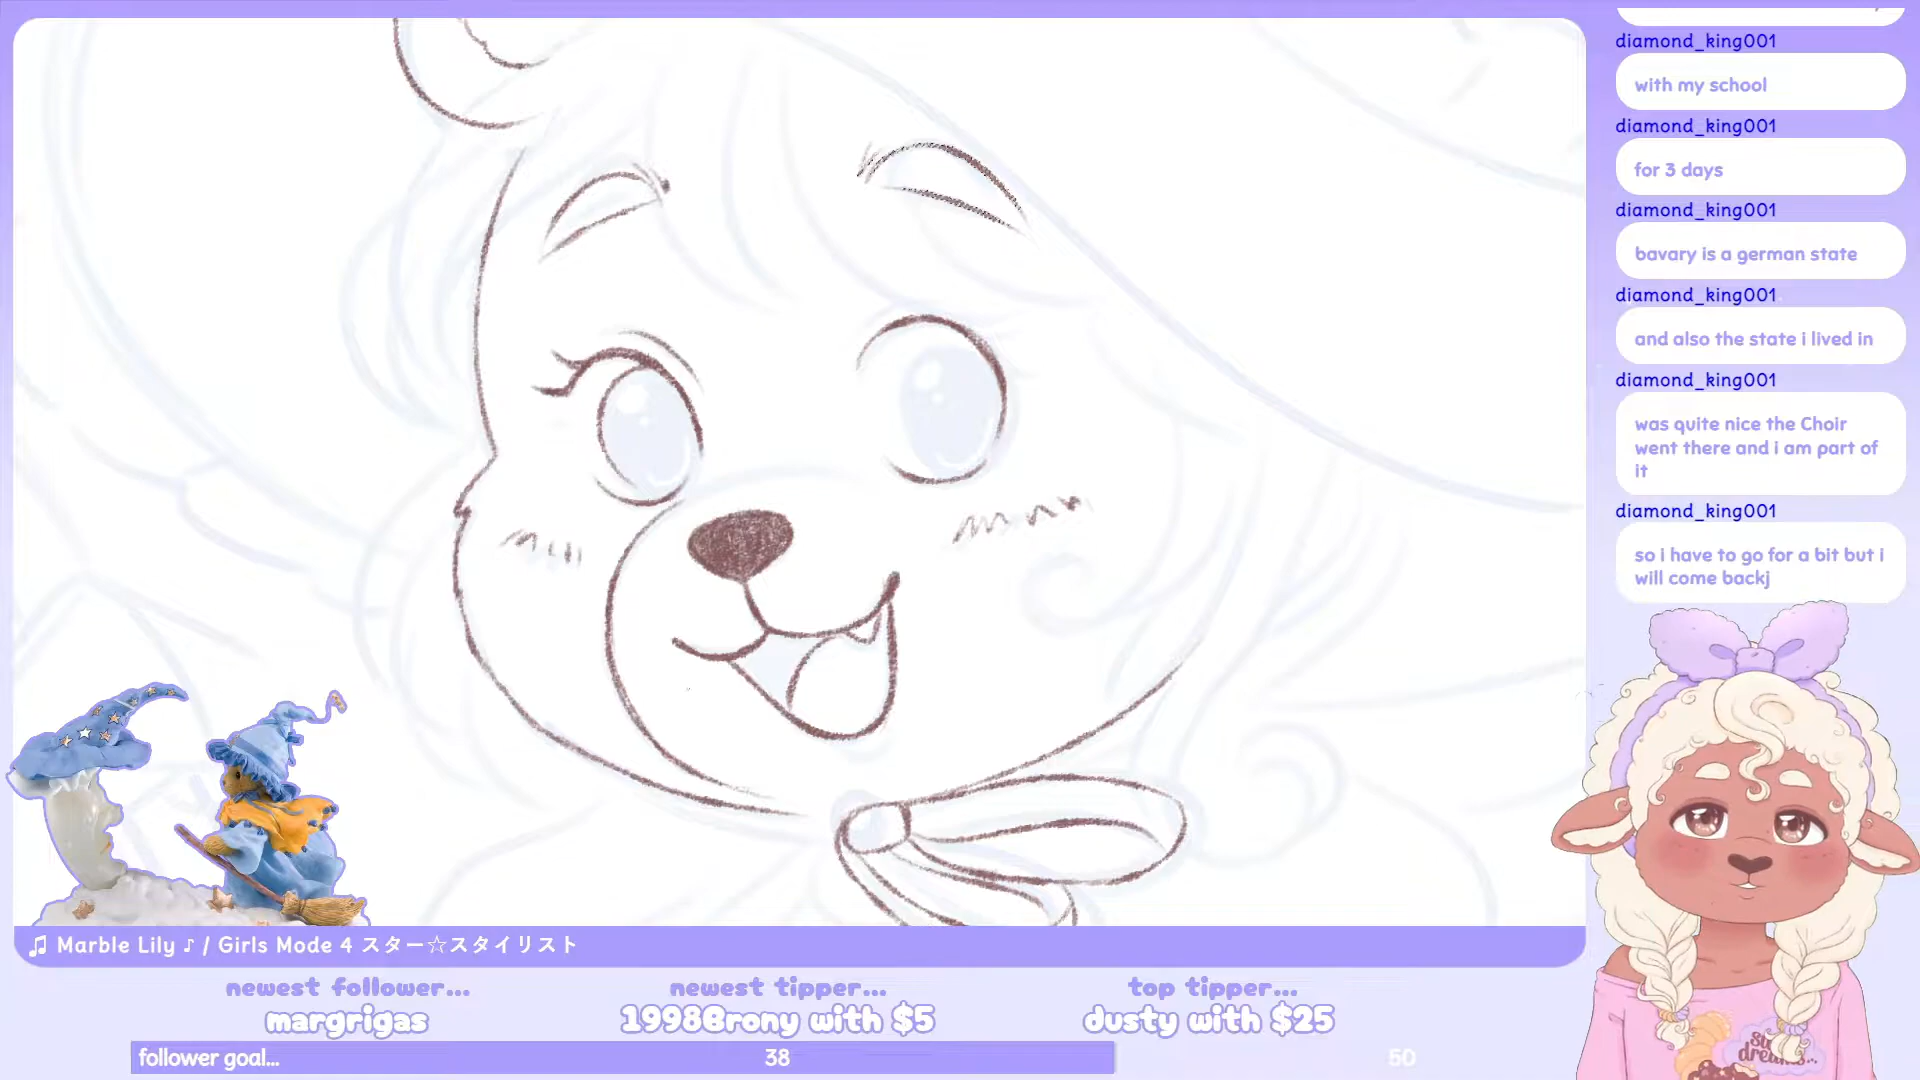 diamond_king001
with my school
diamond_king001
for 3 days
diamond_king001
bavary is a german state
diamond_king001
and also the state i lived in
diamond_king001
was quite nice the Choir
went there and i am part of
it
diamond_king001
so i have to go for a bit but i
will come backj
♫ Marble Lily ♪ / Girls Mode 4 スター☆スタイリスト
newest follower...
margrigas
newest tipper...
1998Brony with $5
top tipper...
dusty with $25
follower goal...
38
50